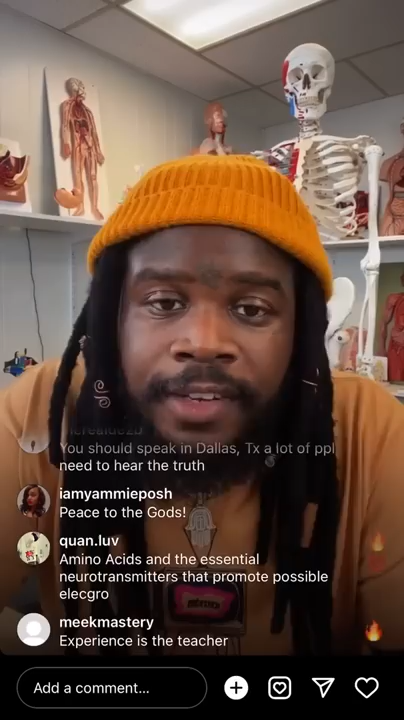 You should speak in Dallas, Tx a lot of ppl
need to hear the truth
iamyammieposh
Peace to the Gods!
quan.luv
Amino Acids and the essential
neurotransmitters that promote possible
elecgro
meekmastery
Experience is the teacher
Add a comment...